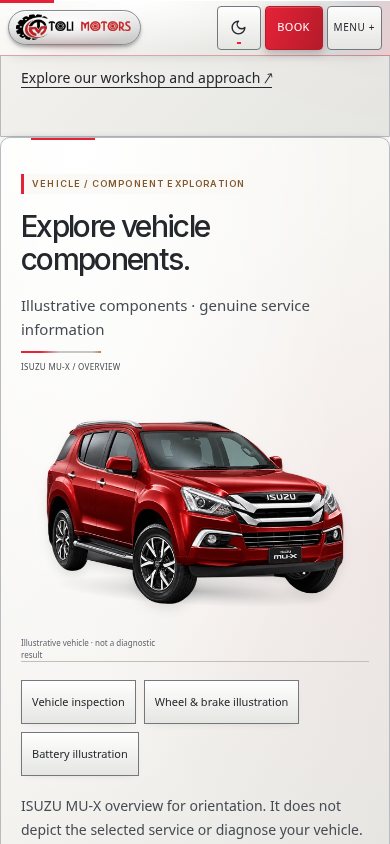 TOLI MOTORS
BOOK
MENU +
Explore our workshop and approach ↗
VEHICLE / COMPONENT EXPLORATION
Explore vehicle
components.
Illustrative components · genuine service
information
ISUZU MU-X / OVERVIEW
ISUZU
ISUZU
mu-X
Illustrative vehicle · not a diagnostic
result
Vehicle inspection
Wheel & brake illustration
Battery illustration
ISUZU MU-X overview for orientation. It does not
depict the selected service or diagnose your vehicle.